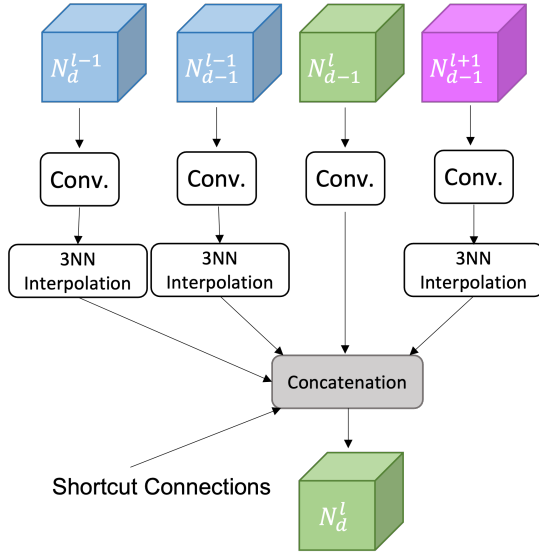 N_d^{l-1} N_{d-1}^{l-1} N_{d-1}^{l} N_{d-1}^{l+1}
Conv. Conv. Conv. Conv.
3NN
Interpolation
3NN
Interpolation
3NN
Interpolation
Concatenation
Shortcut Connections
N_d^l